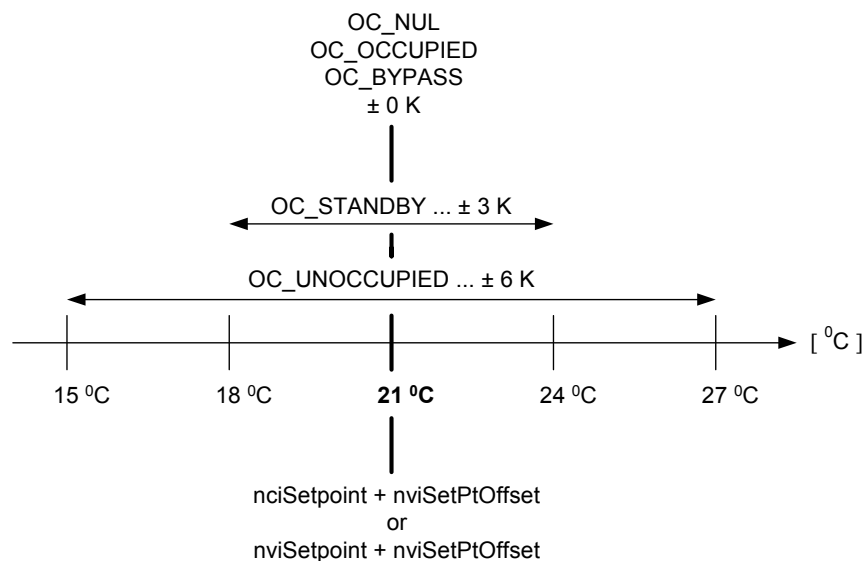 OC_NUL
OC_OCCUPIED
OC_BYPASS
± 0 K
OC_STANDBY ... ± 3 K
OC_UNOCCUPIED ... ± 6 K
[ ⁰C ]
15 ⁰C 18 ⁰C 21 ⁰C 24 ⁰C 27 ⁰C
nciSetpoint + nviSetPtOffset
or
nviSetpoint + nviSetPtOffset